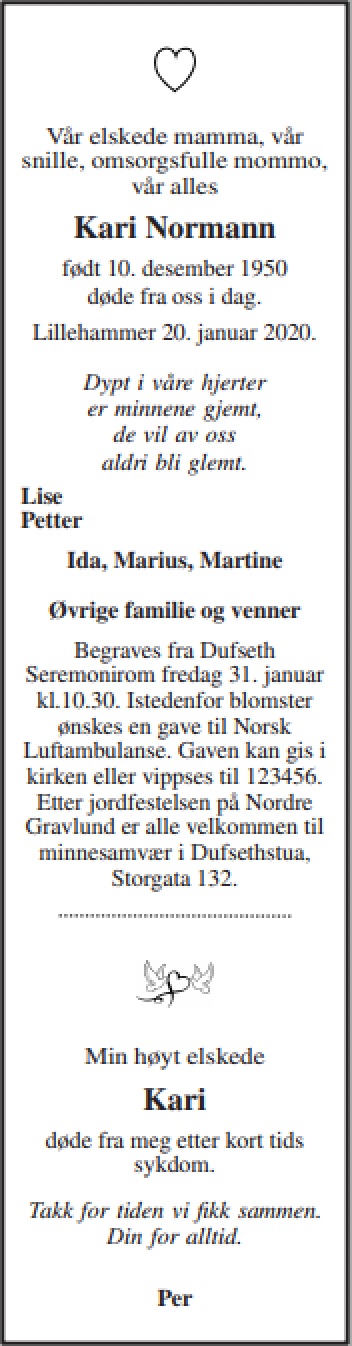 Vår elskede mamma, vår
snille, omsorgsfulle mommo,
vår alles
Kari Normann
født 10. desember 1950
døde fra oss i dag.
Lillehammer 20. januar 2020.
Dypt i våre hjerter
er minnene gjemt,
de vil av oss
aldri bli glemt.
Lise
Petter
Ida, Marius, Martine
Øvrige familie og venner
Begraves fra Dufseth
Seremonirom fredag 31. januar
kl.10.30. Istedenfor blomster
ønskes en gave til Norsk
Luftambulanse. Gaven kan gis i
kirken eller vippses til 123456.
Etter jordfestelsen på Nordre
Gravlund er alle velkommen til
minnesamvær i Dufsethstua,
Storgata 132.
Min høyt elskede
Kari
døde fra meg etter kort tids
sykdom.
Takk for tiden vi fikk sammen.
Din for alltid.
Per